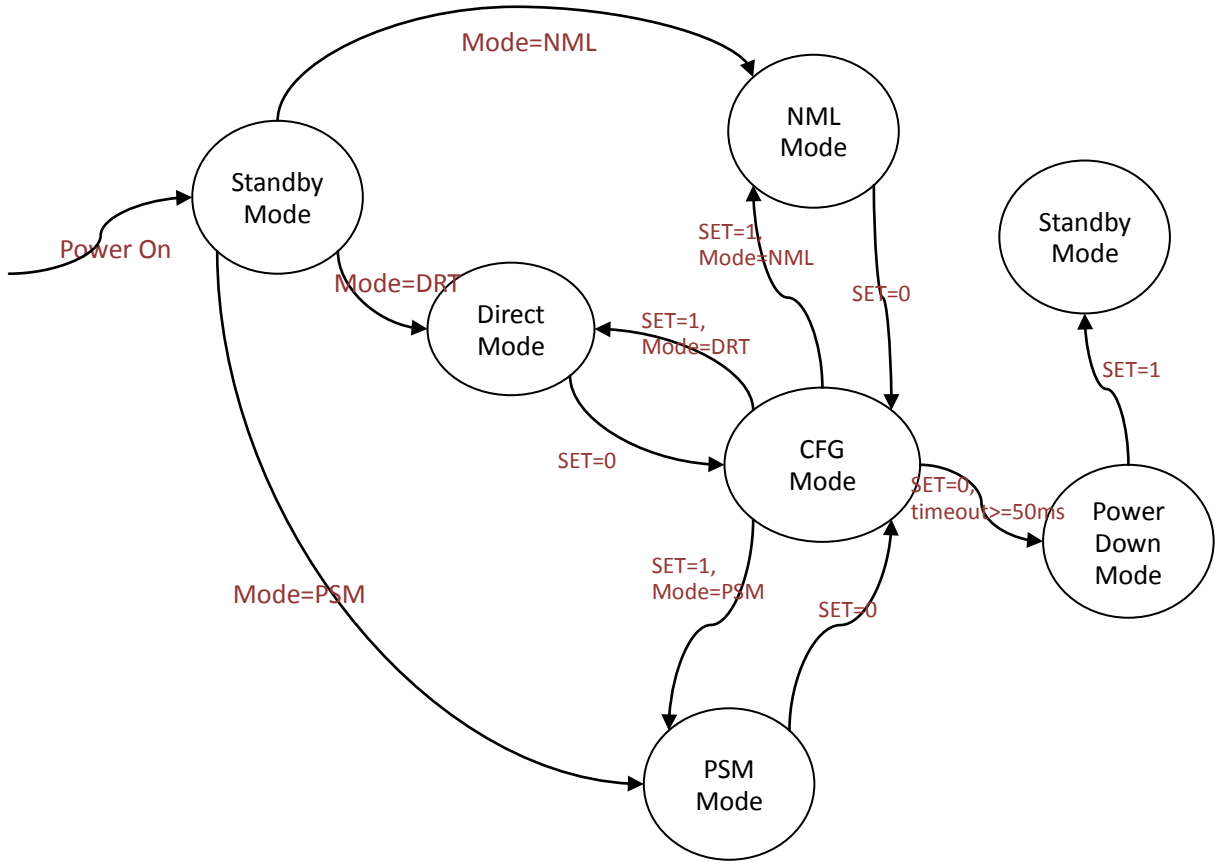 Mode=NML
NML
Mode
Standby
Mode
Power On
Standby
Mode
SET=1,
Mode=NML
Mode=DRT
SET=0
Direct
Mode
SET=1,
Mode=DRT
SET=1
SET=0
CFG
Mode
SET=0,
timeout>=50ms
Power
Down
Mode
SET=1,
Mode=PSM
Mode=PSM
SET=0
PSM
Mode